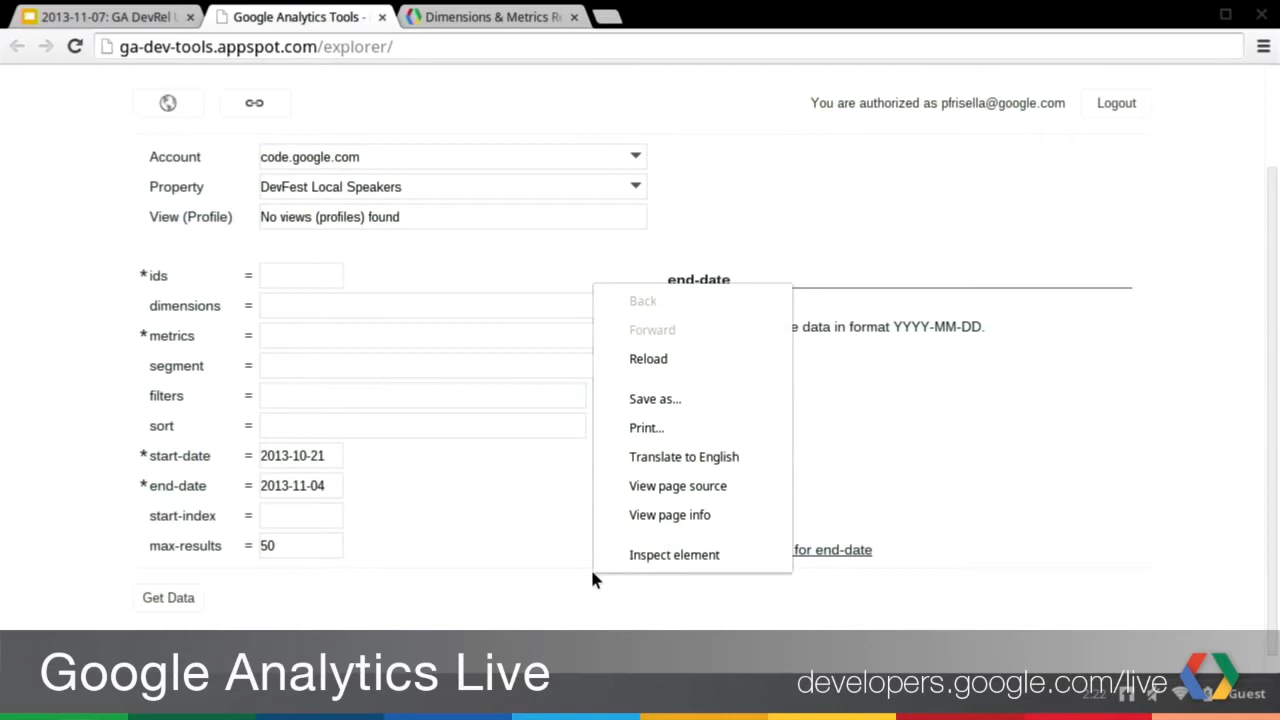 2013-11-07: GA DevRel
Google Analytics Tools -
Dimensions & Metrics Re
ga-dev-tools.appspot.com/explorer/
You are authorized as pfrisella@google.com
Logout
Account
code.google.com
Property
DevFest Local Speakers
View (Profile)
No views (profiles) found
*ids =
dimensions =
*metrics =
segment =
filters =
sort =
*start-date = 2013-10-21
*end-date = 2013-11-04
start-index =
max-results = 50
Get Data
end-date
e data in format YYYY-MM-DD.
for end-date
Back
Forward
Reload
Save as...
Print...
Translate to English
View page source
View page info
Inspect element
Google Analytics Live
developers.google.com/live
2:22
Guest